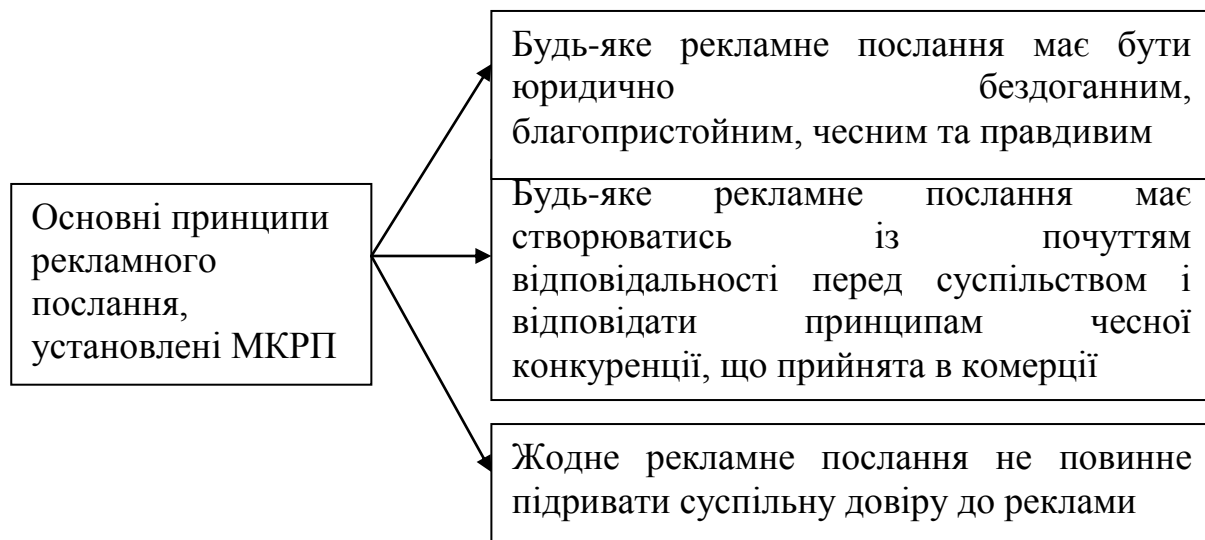 Основні принципи
рекламного
послання,
установлені МКРП
Будь-яке рекламне послання має бути
юридично бездоганним,
благопристойним, чесним та правдивим
Будь-яке рекламне послання має
створюватись із почуттям
відповідальності перед суспільством і
відповідати принципам чесної
конкуренції, що прийнята в комерції
Жодне рекламне послання не повинне
підривати суспільну довіру до реклами